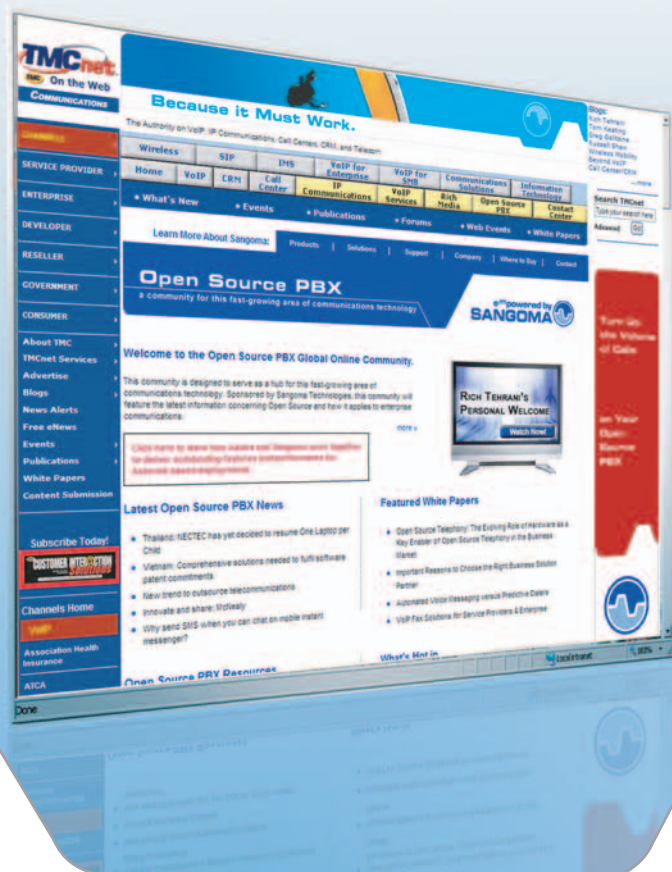 TMCnet
TMC On the Web
COMMUNICATIONS
CHANNELS
SERVICE PROVIDER
ENTERPRISE
DEVELOPER
RESELLER
GOVERNMENT
CONSUMER
About TMC
TMCnet Services
Advertise
Blogs
News Alerts
Free eNews
Events
Publications
White Papers
Content Submission
Subscribe Today!
CUSTOMER INTER@CTION
Solutions
Channels Home
VoIP
Association Health
Insurance
ATCA
Because it Must Work.
The Authority on VoIP, IP Communications, Call Centers, CRM, and Telecom
Wireless SIP IMS VoIP for Enterprise VoIP for SMB Communications Solutions Information Technology
Home VoIP CRM Call Center IP Communications VoIP Services Rich Media Open Source PBX Contact Center
• What's New • Events • Publications • Forums • Web Events • White Papers
Learn More About Sangoma: Products | Solutions | Support | Company | Where to Buy | Contact
Open Source PBX
a community for this fast-growing area of communications technology
empowered by
SANGOMA
Welcome to the Open Source PBX Global Online Community.
This community is designed to serve as a hub for this fast-growing area of
communications technology. Sponsored by Sangoma Technologies, this community will
feature the latest information concerning Open Source and how it applies to enterprise
communications.
more »
RICH TEHRANI'S
PERSONAL WELCOME
Watch Now!
Latest Open Source PBX News
Thailand: NECTEC has yet decided to resume One Laptop per
Child
Vietnam: Comprehensive solutions needed to fulfil software
patent commitments
New trend to outsource telecommunications
Innovate and share: McNealy
Why send SMS when you can chat on mobile instant
messenger?
Open Source PBX Resources
Featured White Papers
Open Source Telephony: The Evolving Role of Hardware as a
Key Enabler of Open Source Telephony in the Business
Market
Important Reasons to Choose the Right Business Solution
Partner
Automated Voice Messaging versus Predictive Dialers
VoIP Fax Solutions for Service Providers & Enterprise
What's Hot in
Blogs:
Rich Tehrani
Tom Keating
Greg Galitzine
Russell Shaw
Wireless Mobility
Beyond VoIP
Call Center/CRM
...more
Search TMCnet
Type your search here
Advanced Go
Turn Up
the Volume
of Calls
on Your
Open
Source
PBX
Done
Local intranet
100%